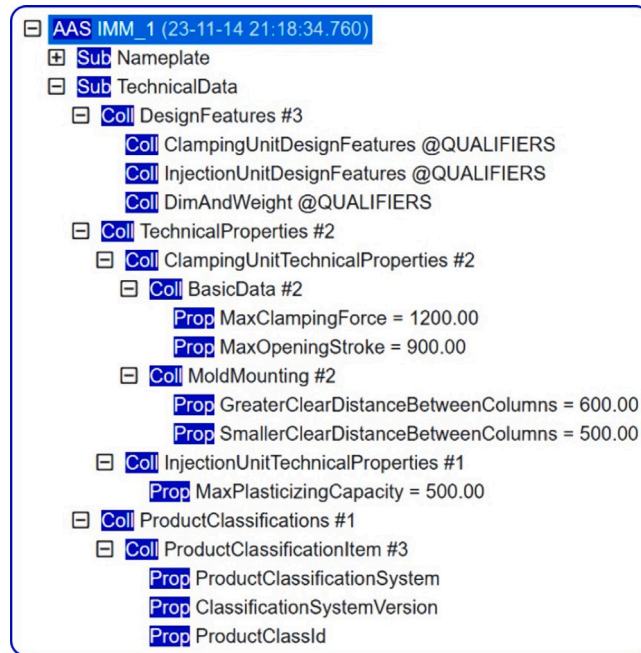 AAS IMM_1 (23-11-14 21:18:34.760)
Sub Nameplate
Sub TechnicalData
Coll DesignFeatures #3
Coll ClampingUnitDesignFeatures @QUALIFIERS
Coll InjectionUnitDesignFeatures @QUALIFIERS
Coll DimAndWeight @QUALIFIERS
Coll TechnicalProperties #2
Coll ClampingUnitTechnicalProperties #2
Coll BasicData #2
Prop MaxClampingForce = 1200.00
Prop MaxOpeningStroke = 900.00
Coll MoldMounting #2
Prop GreaterClearDistanceBetweenColumns = 600.00
Prop SmallerClearDistanceBetweenColumns = 500.00
Coll InjectionUnitTechnicalProperties #1
Prop MaxPlasticizingCapacity = 500.00
Coll ProductClassifications #1
Coll ProductClassificationItem #3
Prop ProductClassificationSystem
Prop ClassificationSystemVersion
Prop ProductClassId